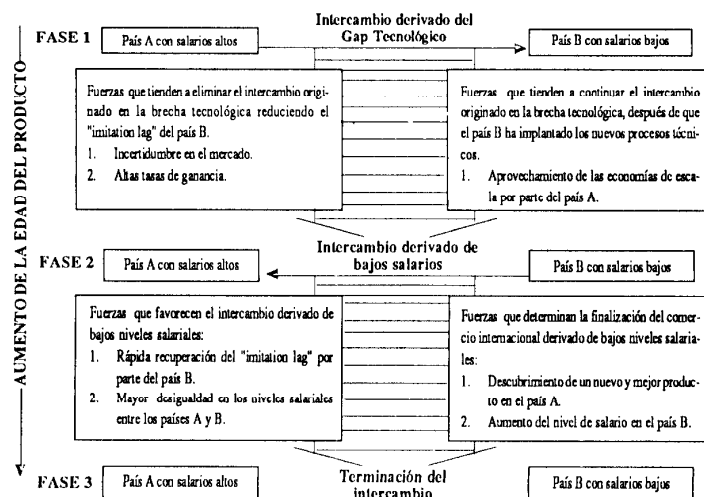 Intercambio derivado del
Gap Tecnológico
FASE 1
País A con salarios altos
País B con salarios bajos
Fuerzas que tienden a eliminar el intercambio origi-
nado en la brecha tecnológica reduciendo el
"imitation lag" del país B.
1. Incertidumbre en el mercado.
2. Altas tasas de ganancia.
Fuerzas que tienden a continuar el intercambio
originado en la brecha tecnológica, después de que
el país B ha implantado los nuevos procesos técni-
cos.
1. Aprovechamiento de las economías de esca-
la por parte del país A.
AUMENTO DE LA EDAD DEL PRODUCTO
Intercambio derivado de
bajos salarios
FASE 2
País A con salarios altos
País B con salarios bajos
Fuerzas que favorecen el intercambio derivado de
bajos niveles salariales:
1. Rápida recuperación del "imitation lag" por
parte del país B.
2. Mayor desigualdad en los niveles salariales
entre los países A y B.
Fuerzas que determinan la finalización del comer-
cio internacional derivado de bajos niveles salaria-
les:
1. Descubrimiento de un nuevo y mejor produc-
to en el país A.
2. Aumento del nivel de salario en el país B.
FASE 3
País A con salarios altos
Terminación del
intercambio
País B con salarios bajos